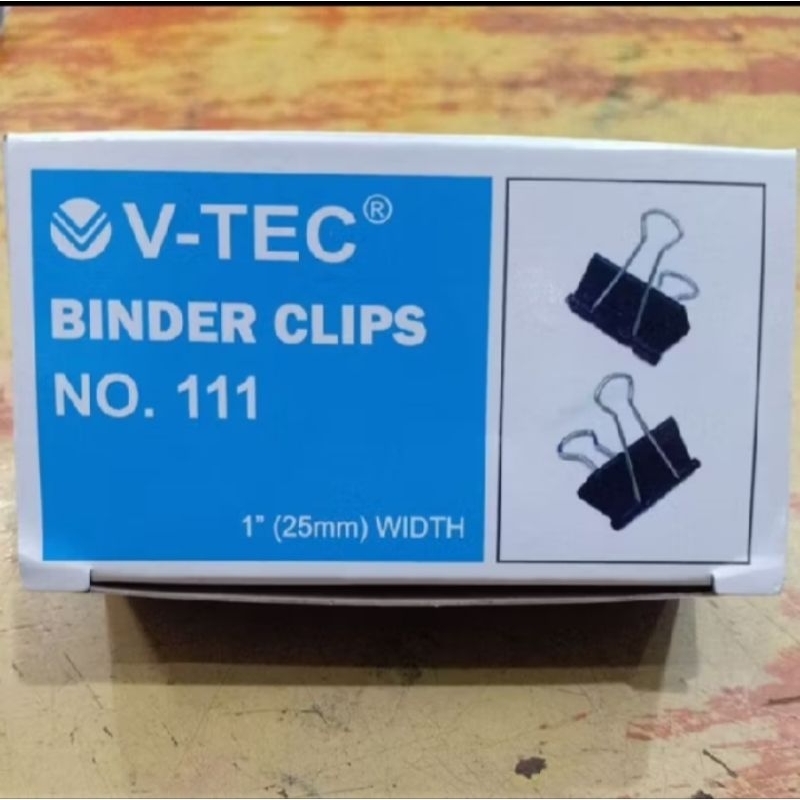 V-TEC®
BINDER CLIPS
NO. 111
1" (25mm) WIDTH